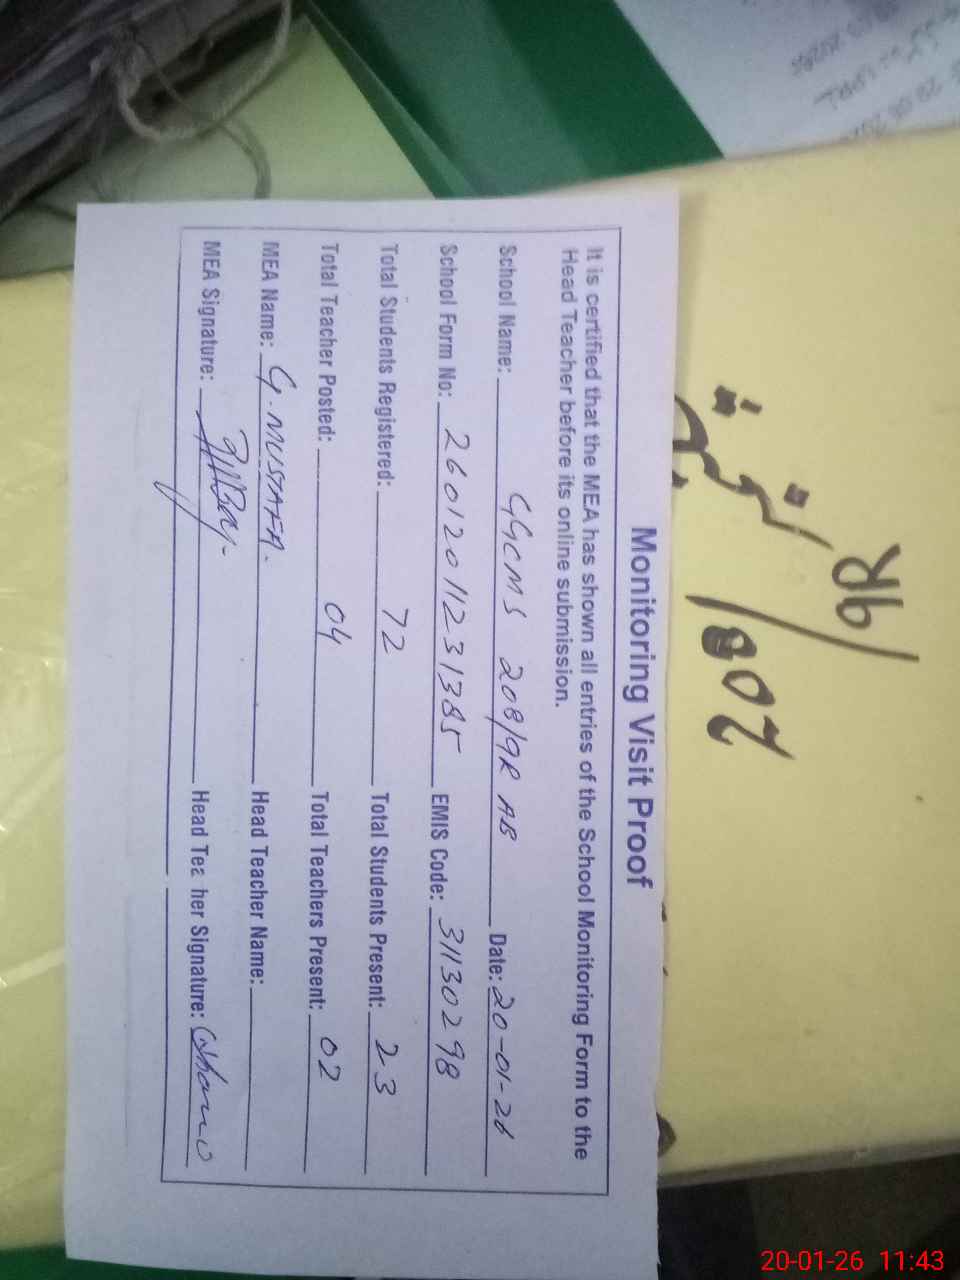 Monitoring Visit Proof
It is certified that the MEA has shown all entries of the School Monitoring Form to the
Head Teacher before its online submission.
School Name: GGCMS 208/9R AB Date: 20-01-26
School Form No: 26012011231385 EMIS Code: 31130298
Total Students Registered: 72 Total Students Present: 23
Total Teacher Posted: 04 Total Teachers Present: 02
MEA Name: G. MUSTAFA. Head Teacher Name:
MEA Signature: Head Teacher Signature:
208/9R
20-01-26 11:43